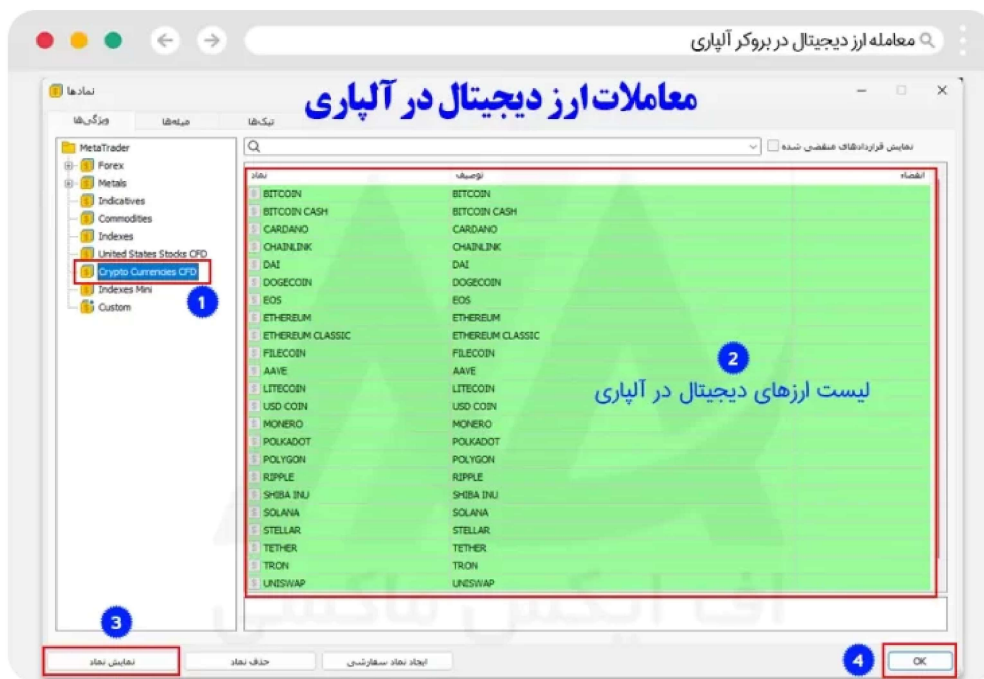 معامله ارز دیجیتال در بروکر آلپاری
نمادها
معاملات ارز دیجیتال در آلپاری
ویژگی‌ها
میله‌ها
تیک‌ها
نمایش قراردادهای منقضی شده
MetaTrader
Forex
Metals
Indicatives
Commodities
Indexes
United States Stocks CFD
Crypto Currencies CFD
Indexes Mini
Custom
1
نماد توصیف انقضاء
BITCOIN BITCOIN
BITCOIN CASH BITCOIN CASH
CARDANO CARDANO
CHAINLINK CHAINLINK
DAI DAI
DOGECOIN DOGECOIN
EOS EOS
ETHEREUM ETHEREUM
ETHEREUM CLASSIC ETHEREUM CLASSIC
FILECOIN FILECOIN
AAVE AAVE
LITECOIN LITECOIN
USD COIN USD COIN
MONERO MONERO
POLKADOT POLKADOT
POLYGON POLYGON
RIPPLE RIPPLE
SHIBA INU SHIBA INU
SOLANA SOLANA
STELLAR STELLAR
TETHER TETHER
TRON TRON
UNISWAP UNISWAP
2
لیست ارزهای دیجیتال در آلپاری
اف ایکس ماکسی
3
نمایش نماد
حذف نماد
ایجاد نماد سفارشی
4
OK